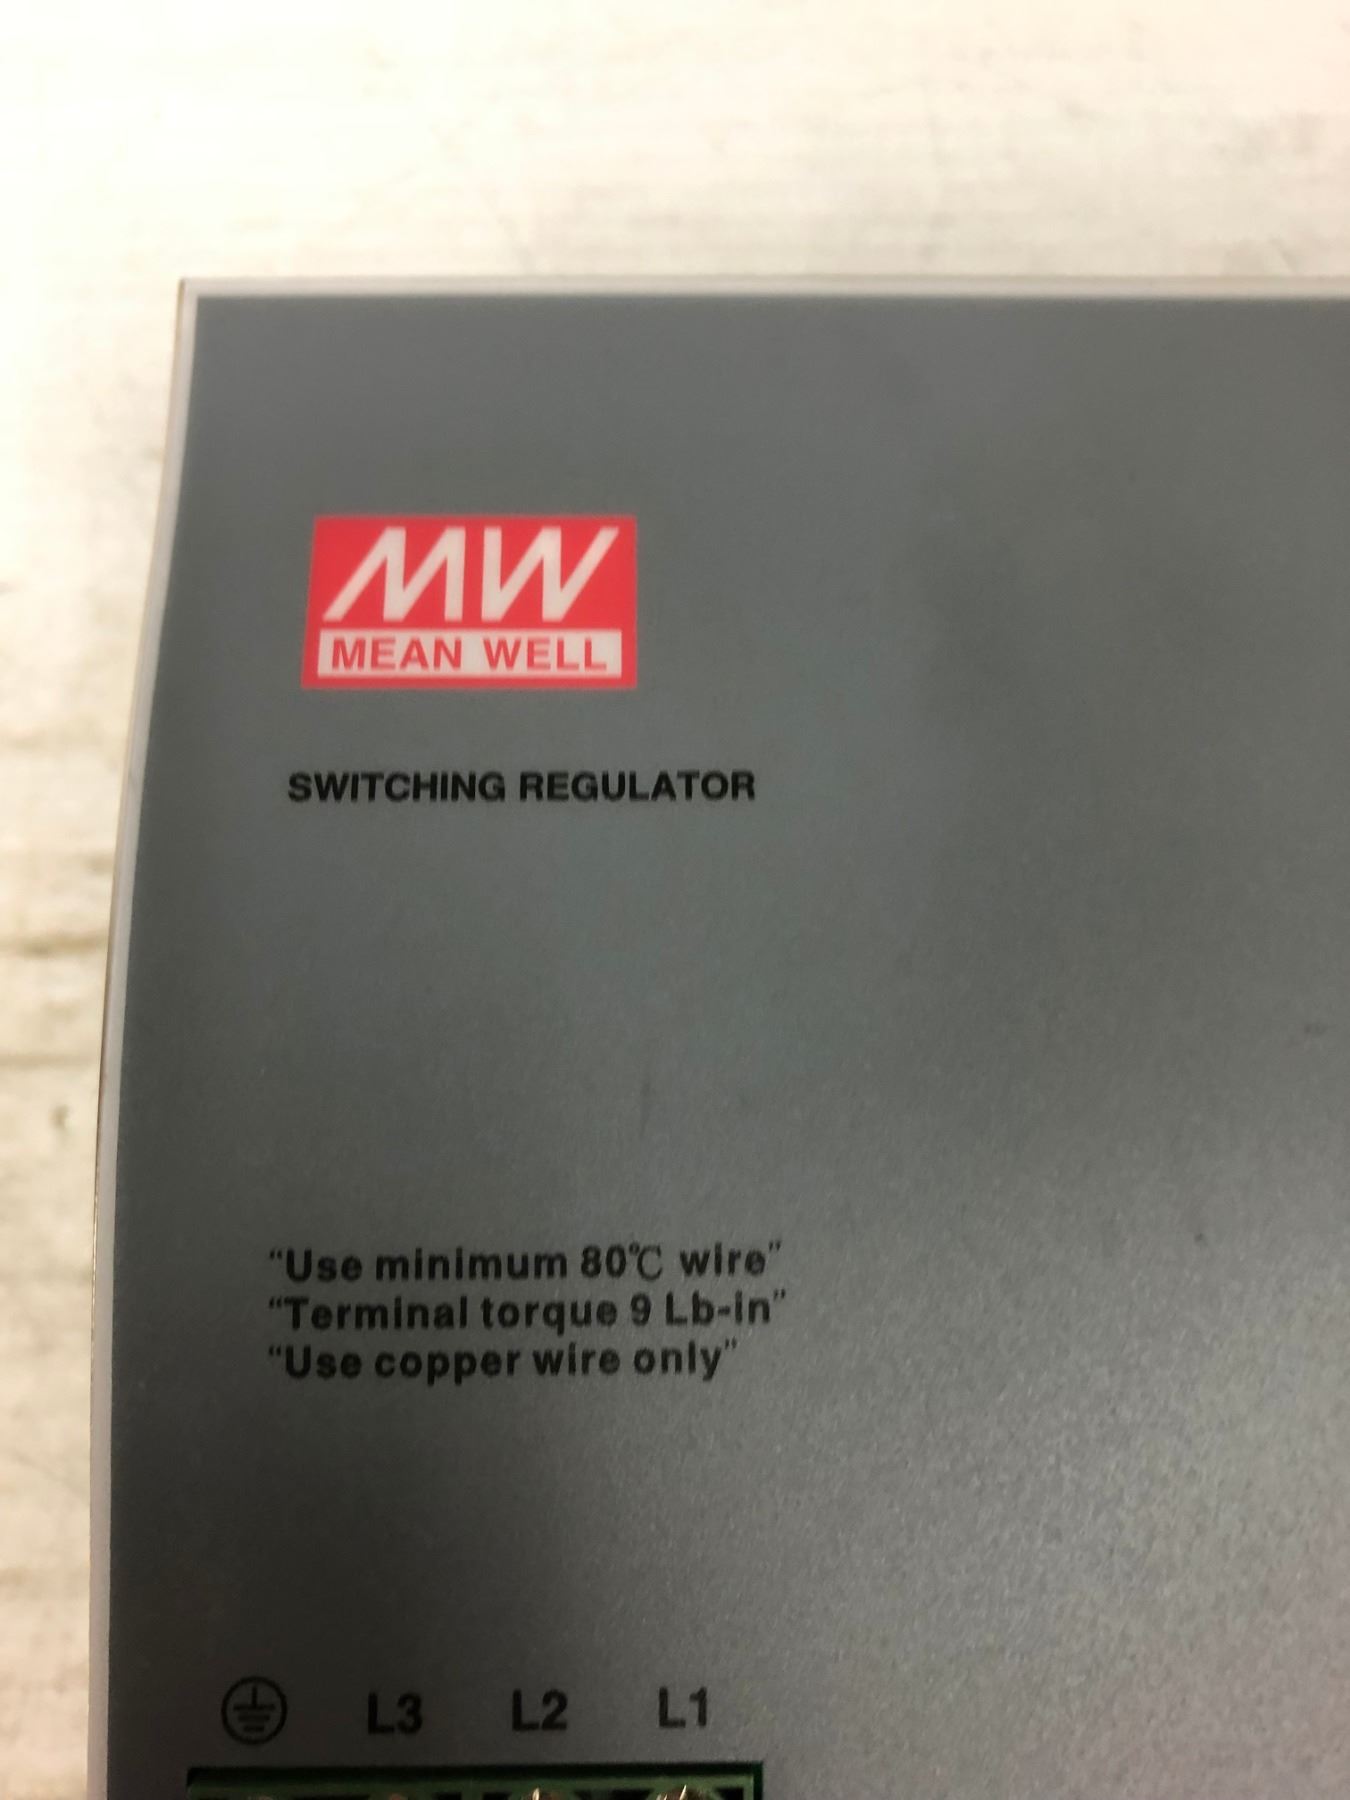 MW
MEAN WELL
SWITCHING REGULATOR
“Use minimum 80℃ wire”
“Terminal torque 9 Lb-in”
“Use copper wire only”
L3 L2 L1